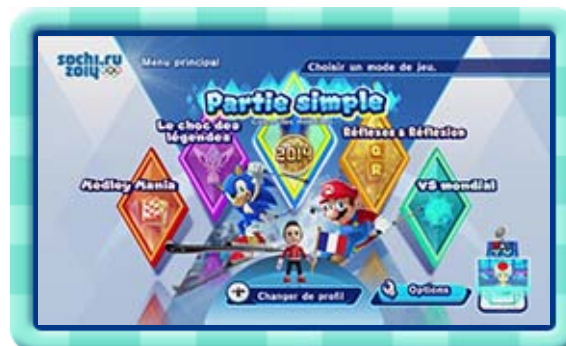 sochi.ru
2014
Menu principal
Choisir un mode de jeu.
Partie simple
Le choc des
légendes
2014
Réflexes & Réflexion
Q
R
Medley Mania
VS mondial
Changer de profil
Options